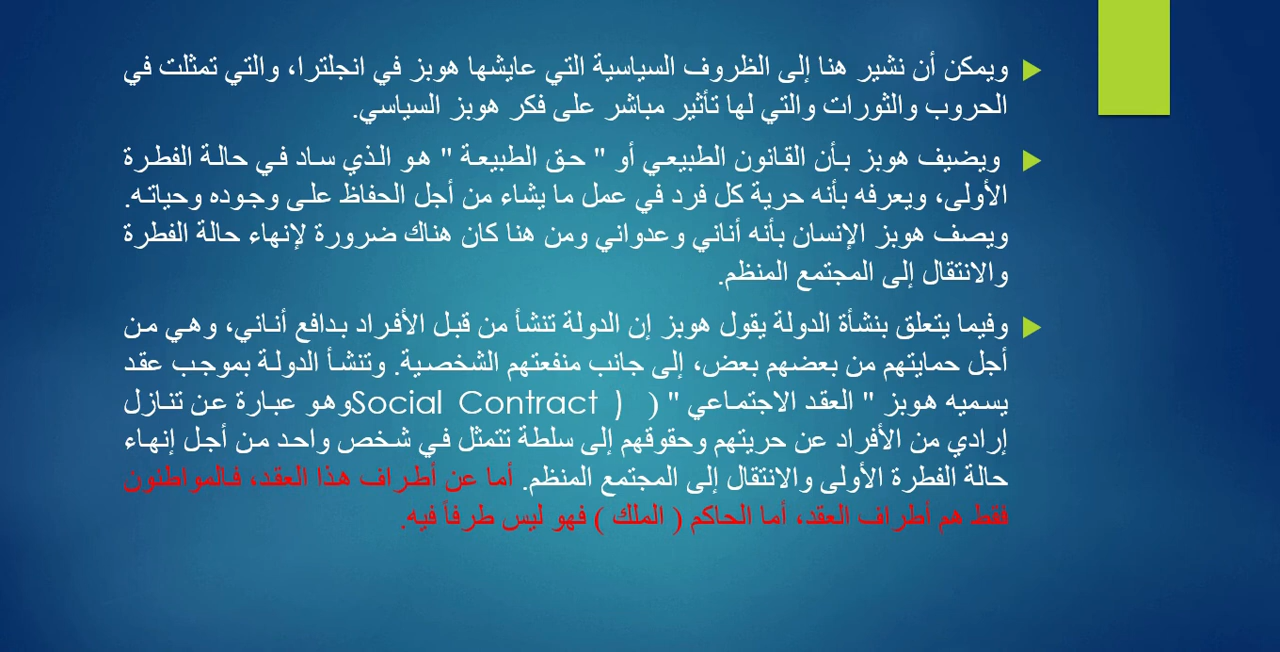 ويمكن أن نشير هنا إلى الظروف السياسية التي عايشها هوبز في انجلترا، والتي تمثلت في
الحروب والثورات والتي لها تأثير مباشر على فكر هوبز السياسي.
ويضيف هوبز بأن القانون الطبيعي أو " حق الطبيعة " هو الذي ساد في حالة الفطرة
الأولى، ويعرفه بأنه حرية كل فرد في عمل ما يشاء من أجل الحفاظ على وجوده وحياته.
ويصف هوبز الإنسان بأنه أناني وعدواني ومن هنا كان هناك ضرورة لإنهاء حالة الفطرة
والانتقال إلى المجتمع المنظم.
وفيما يتعلق بنشأة الدولة يقول هوبز إن الدولة تنشأ من قبل الأفراد بدافع أناني، وهي من
أجل حمايتهم من بعضهم بعض، إلى جانب منفعتهم الشخصية. وتنشأ الدولة بموجب عقد
يسميه هوبز " العقد الاجتماعي " ( Social Contract ) وهو عبارة عن تنازل
إرادي من الأفراد عن حريتهم وحقوقهم إلى سلطة تتمثل في شخص واحد من أجل إنهاء
حالة الفطرة الأولى والانتقال إلى المجتمع المنظم. أما عن أطراف هذا العقد، فالمواطنون
فقط هم أطراف العقد، أما الحاكم ( الملك ) فهو ليس طرفاً فيه.